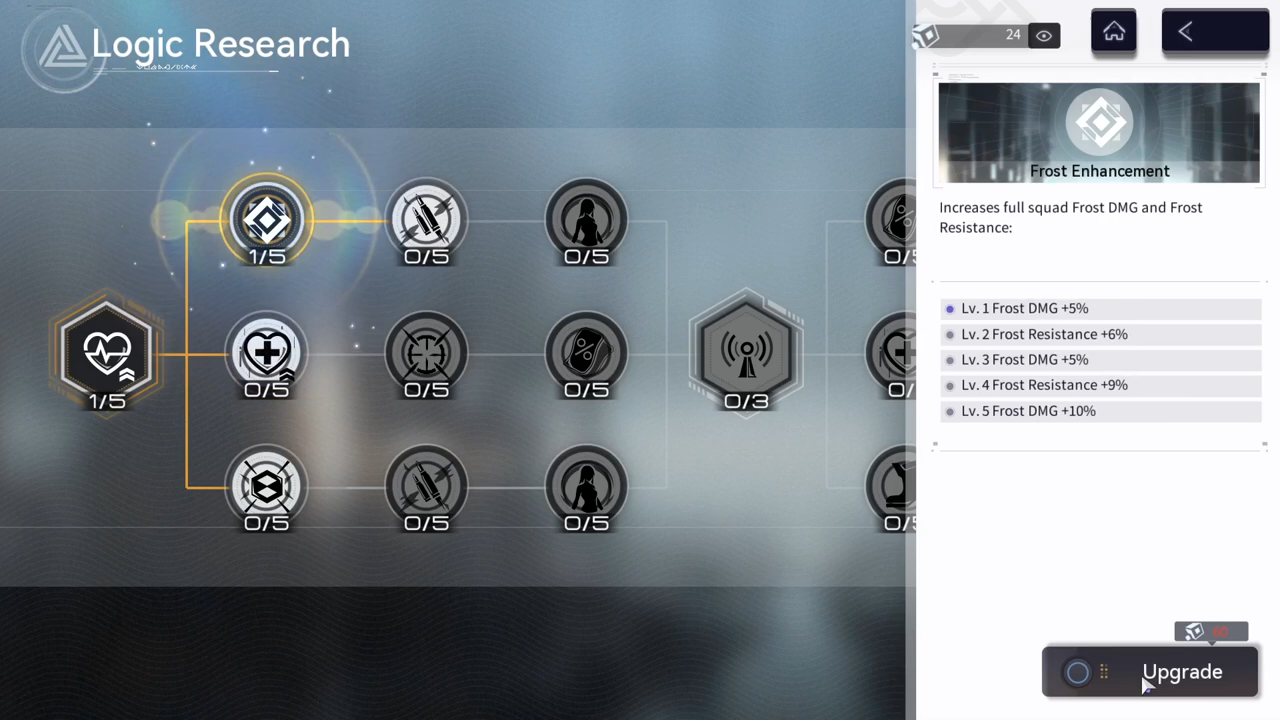 Logic Research
24
Frost Enhancement
Increases full squad Frost DMG and Frost
Resistance:
Lv. 1 Frost DMG +5%
Lv. 2 Frost Resistance +6%
Lv. 3 Frost DMG +5%
Lv. 4 Frost Resistance +9%
Lv. 5 Frost DMG +10%
1/5
0/5
0/5
1/5
0/5
0/5
0/5
0/3
0/5
0/5
0/5
60
Upgrade